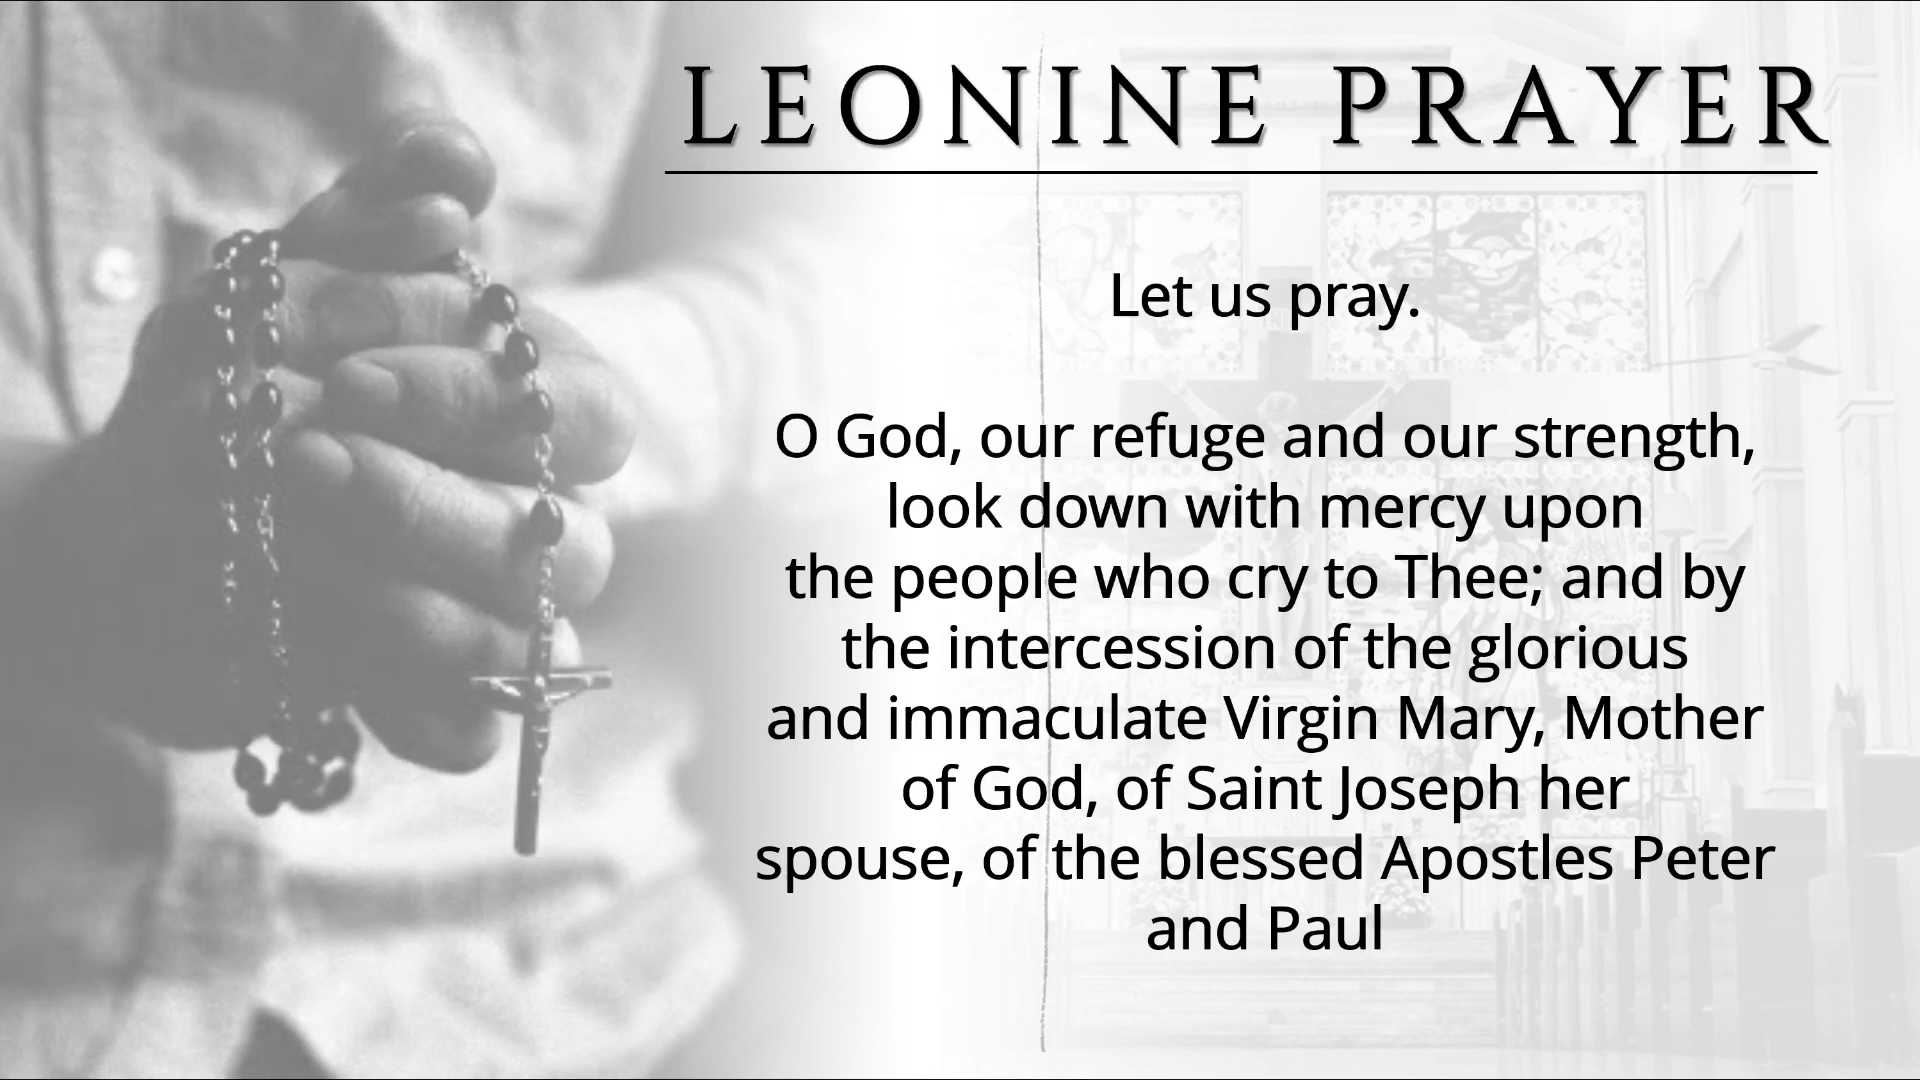 LEONINE PRAYER
Let us pray.
O God, our refuge and our strength,
look down with mercy upon
the people who cry to Thee; and by
the intercession of the glorious
and immaculate Virgin Mary, Mother
of God, of Saint Joseph her
spouse, of the blessed Apostles Peter
and Paul